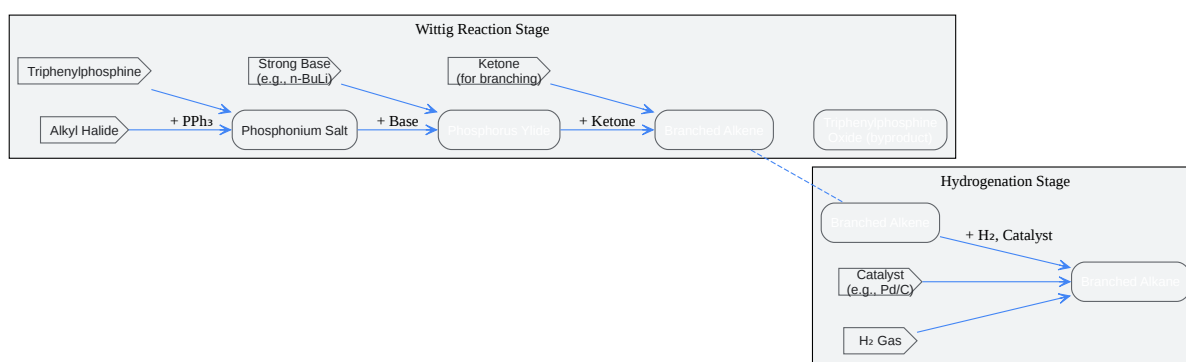 Wittig Reaction Stage
Triphenylphosphine
Strong Base
(e.g., n-BuLi)
Ketone
(for branching)
Alkyl Halide
+ PPh₃
Phosphonium Salt
+ Base
Phosphorus Ylide
+ Ketone
Branched Alkene
Triphenylphosphine
Oxide (byproduct)
Hydrogenation Stage
Branched Alkene
+ H₂, Catalyst
Catalyst
(e.g., Pd/C)
Branched Alkane
H₂ Gas